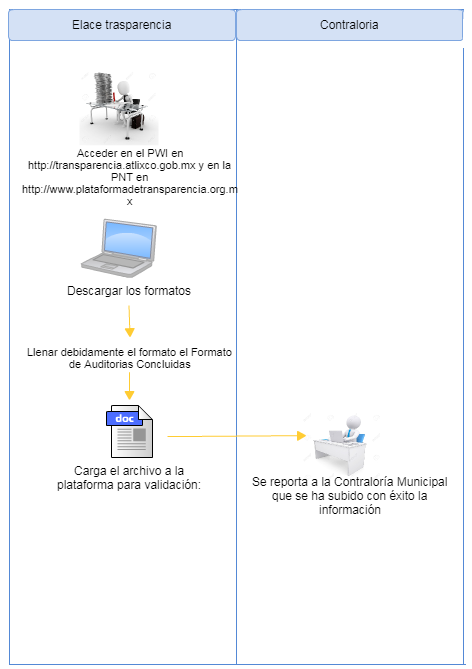 Elace trasparencia
Contraloria
Acceder en el PWI en
http://transparencia.atlixco.gob.mx y en la
PNT en
http://www.plataformadetransparencia.org.m
x
Descargar los formatos
Llenar debidamente el formato el Formato
de Auditorias Concluidas
doc
Carga el archivo a la
plataforma para validación:
Se reporta a la Contraloría Municipal
que se ha subido con éxito la
información